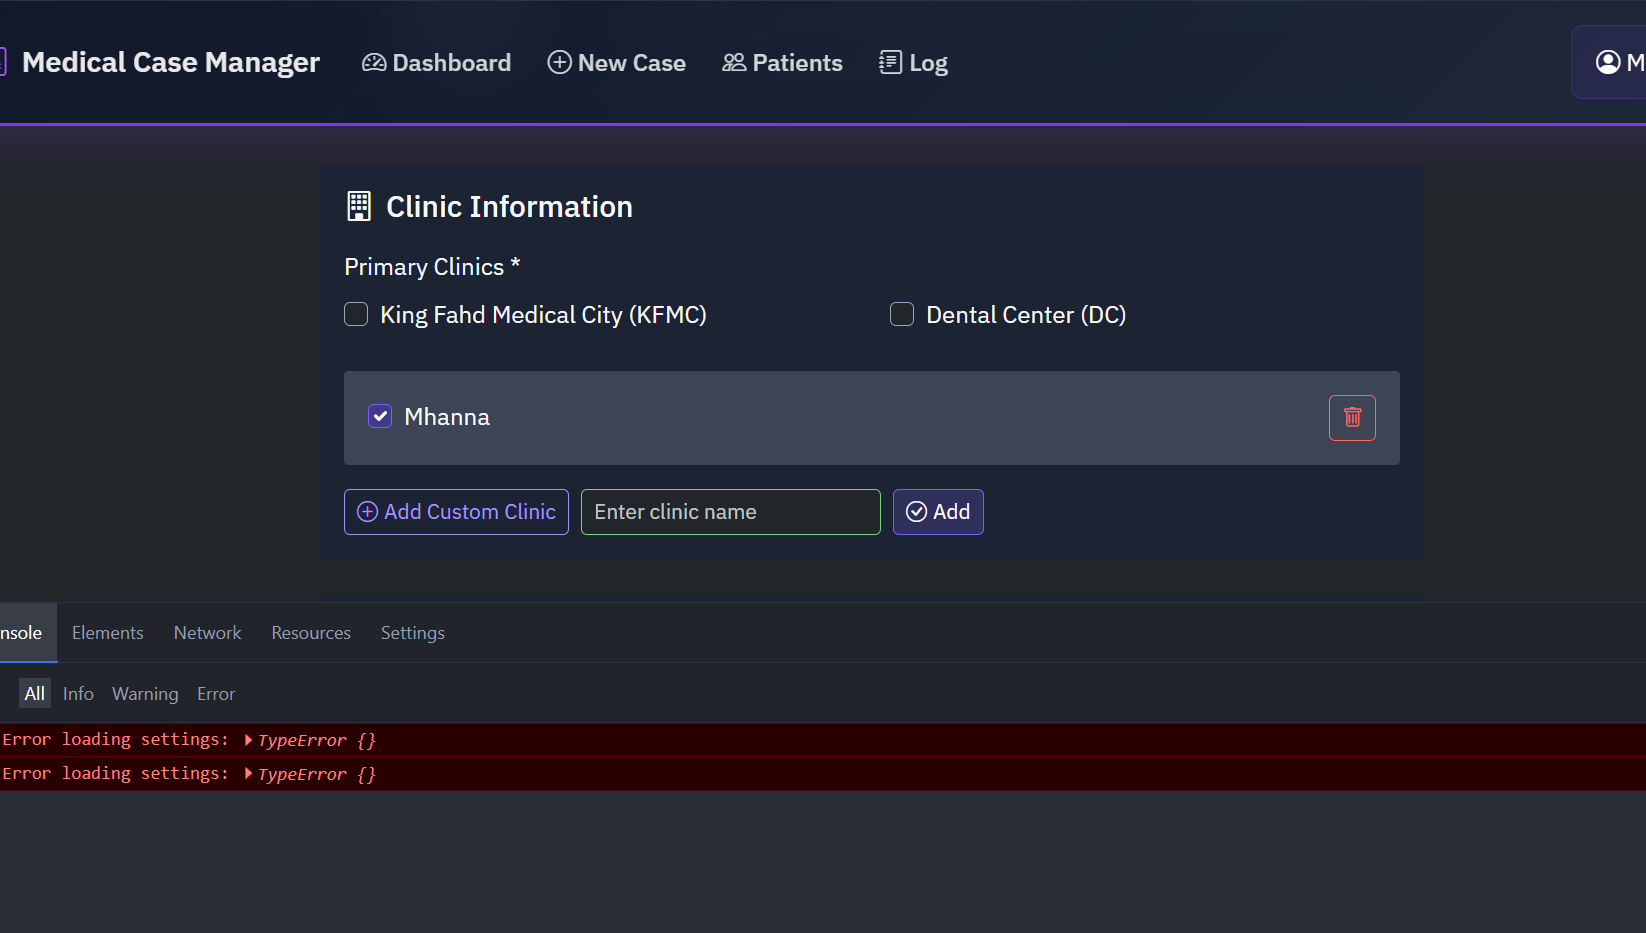 Medical Case Manager Dashboard New Case Patients Log M
Clinic Information
Primary Clinics *
King Fahd Medical City (KFMC) Dental Center (DC)
Mhanna
Add Custom Clinic Enter clinic name Add
nsole Elements Network Resources Settings
All Info Warning Error
Error loading settings: TypeError {}
Error loading settings: TypeError {}